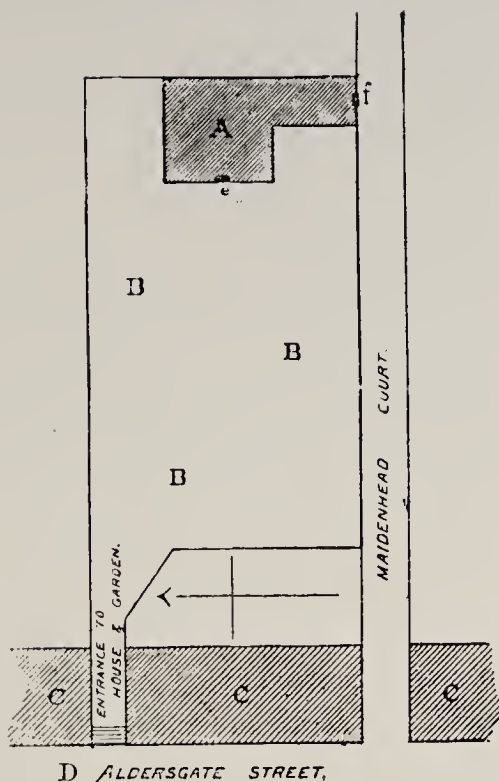 f
A
e
B
B
MAIDENHEAD COURT.
B
ENTRANCE TO
HOUSE & GARDEN.
C
C
C
D ALDERSGATE STREET,